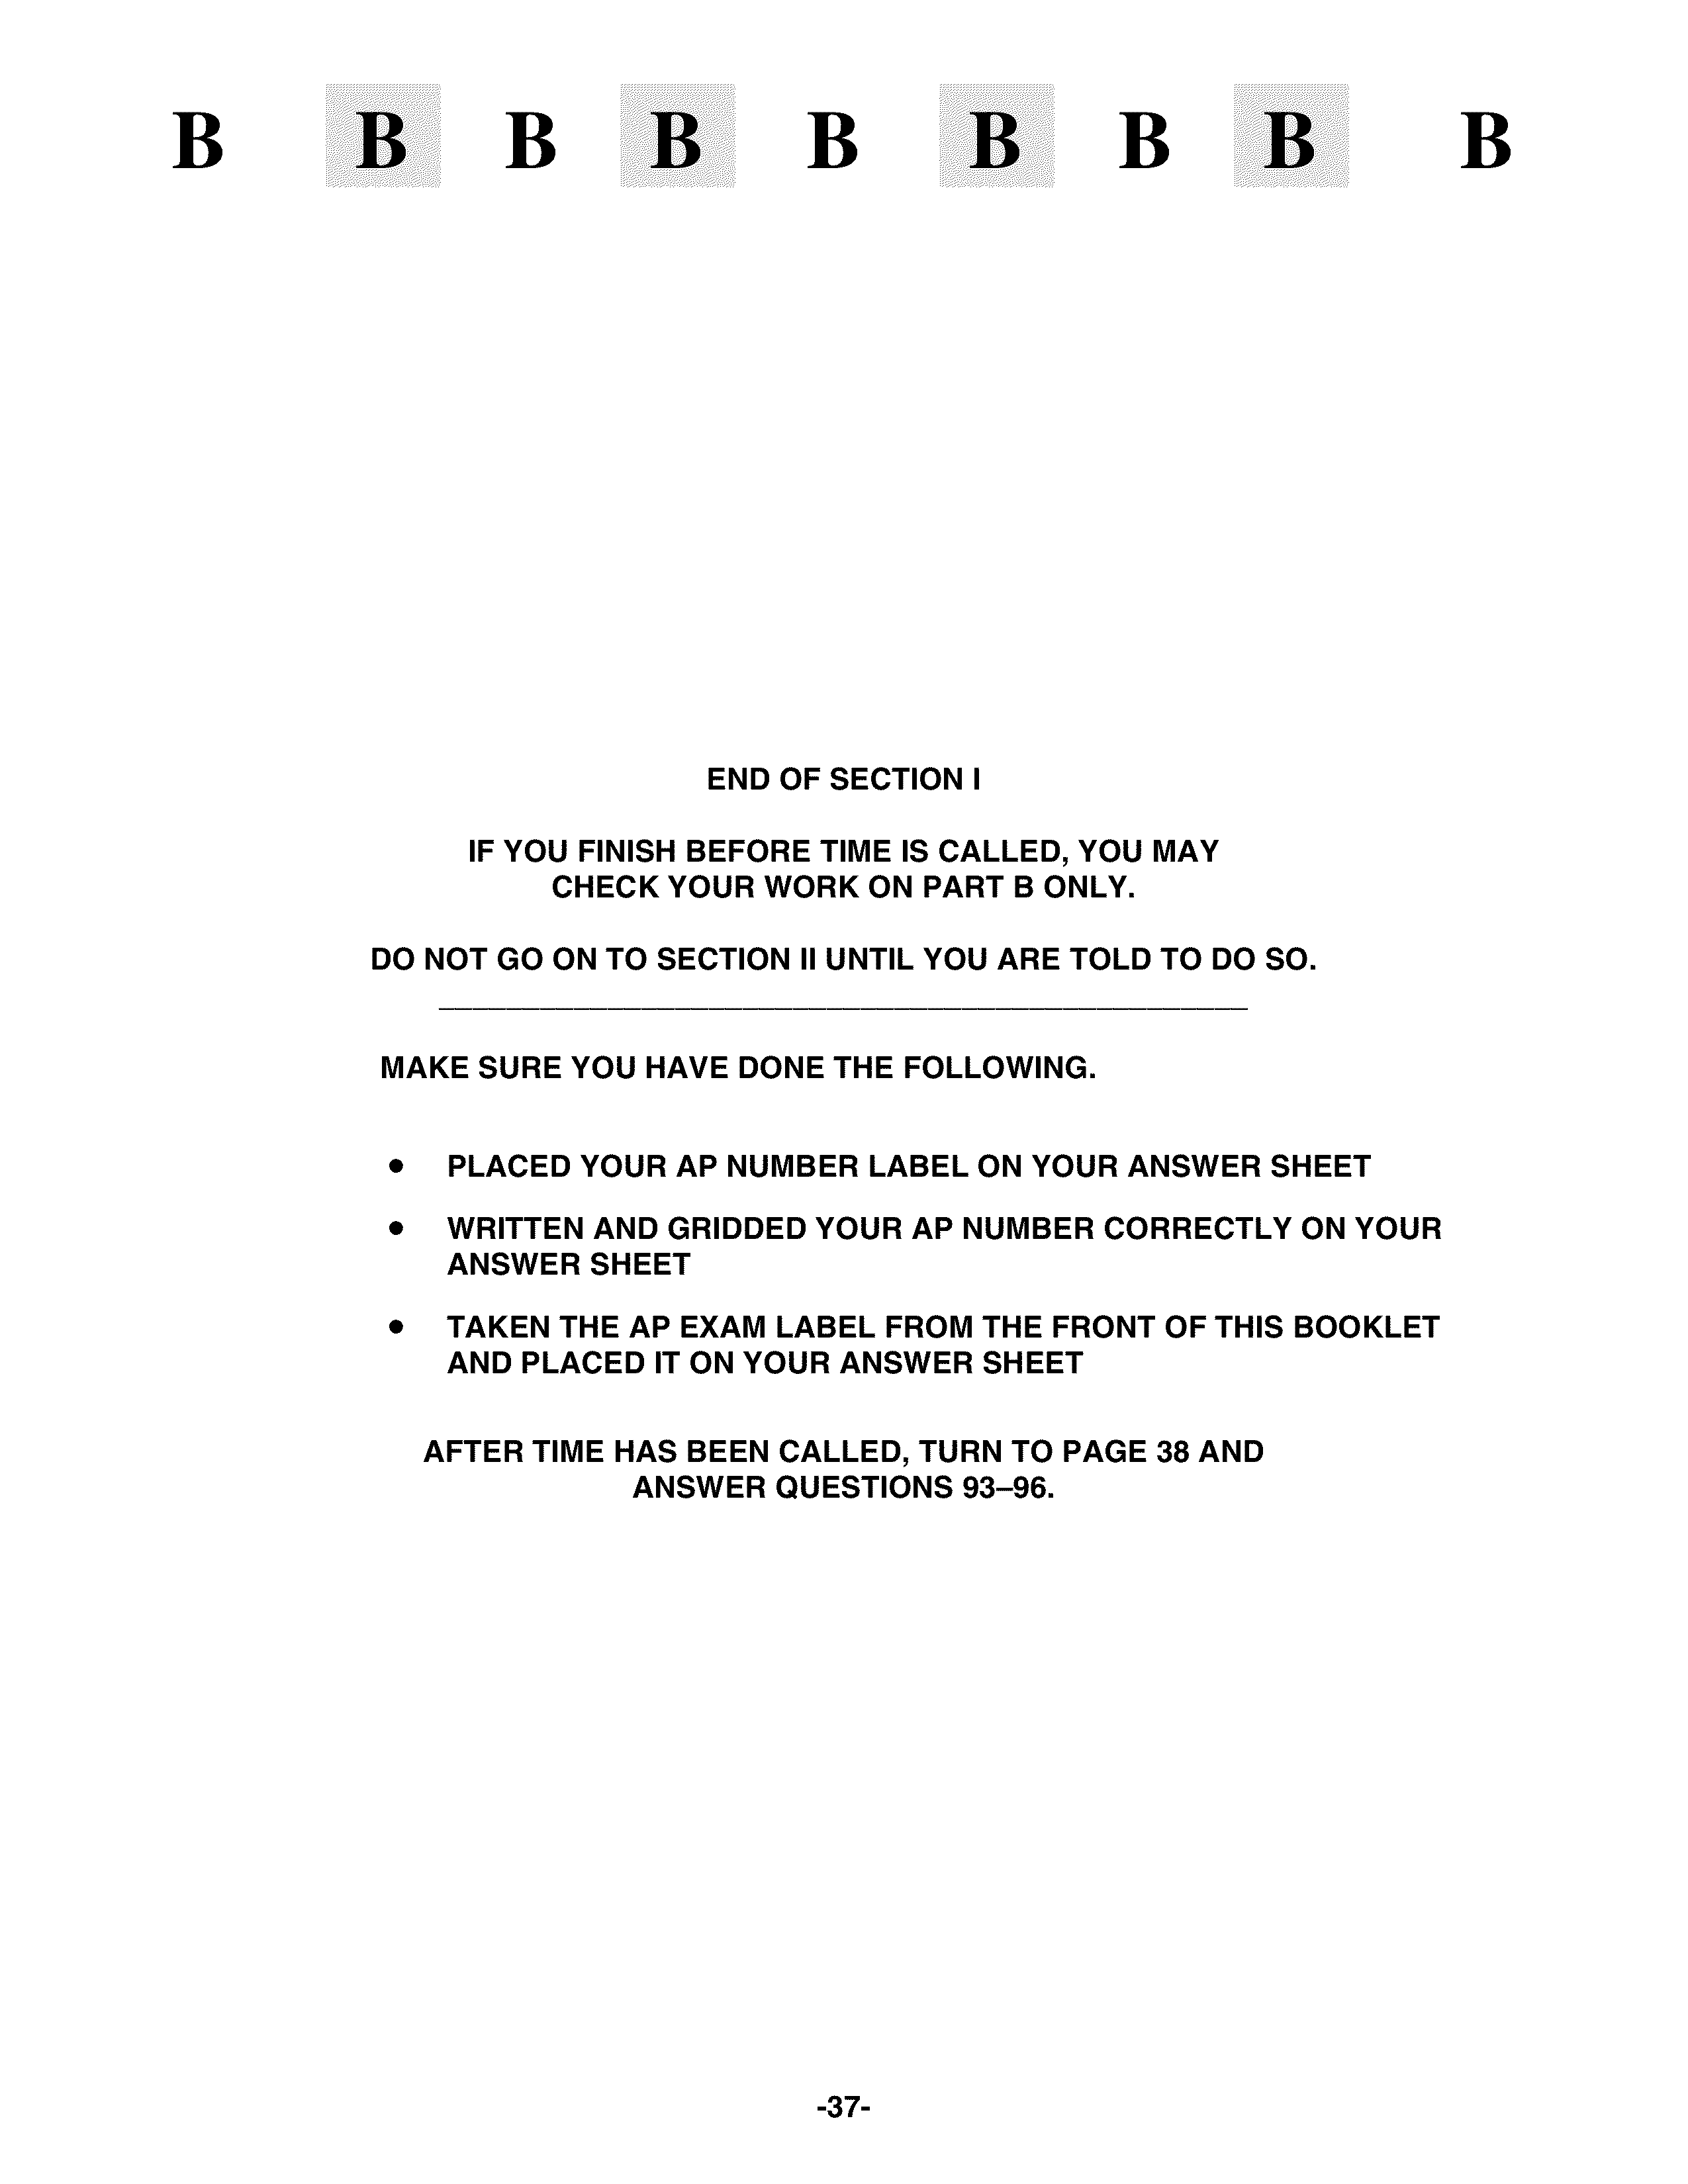 B B B B B B B B B
END OF SECTION I
IF YOU FINISH BEFORE TIME IS CALLED, YOU MAY
CHECK YOUR WORK ON PART B ONLY.
DO NOT GO ON TO SECTION II UNTIL YOU ARE TOLD TO DO SO.
MAKE SURE YOU HAVE DONE THE FOLLOWING.
• PLACED YOUR AP NUMBER LABEL ON YOUR ANSWER SHEET
• WRITTEN AND GRIDDED YOUR AP NUMBER CORRECTLY ON YOUR
ANSWER SHEET
• TAKEN THE AP EXAM LABEL FROM THE FRONT OF THIS BOOKLET
AND PLACED IT ON YOUR ANSWER SHEET
AFTER TIME HAS BEEN CALLED, TURN TO PAGE 38 AND
ANSWER QUESTIONS 93–96.
-37-